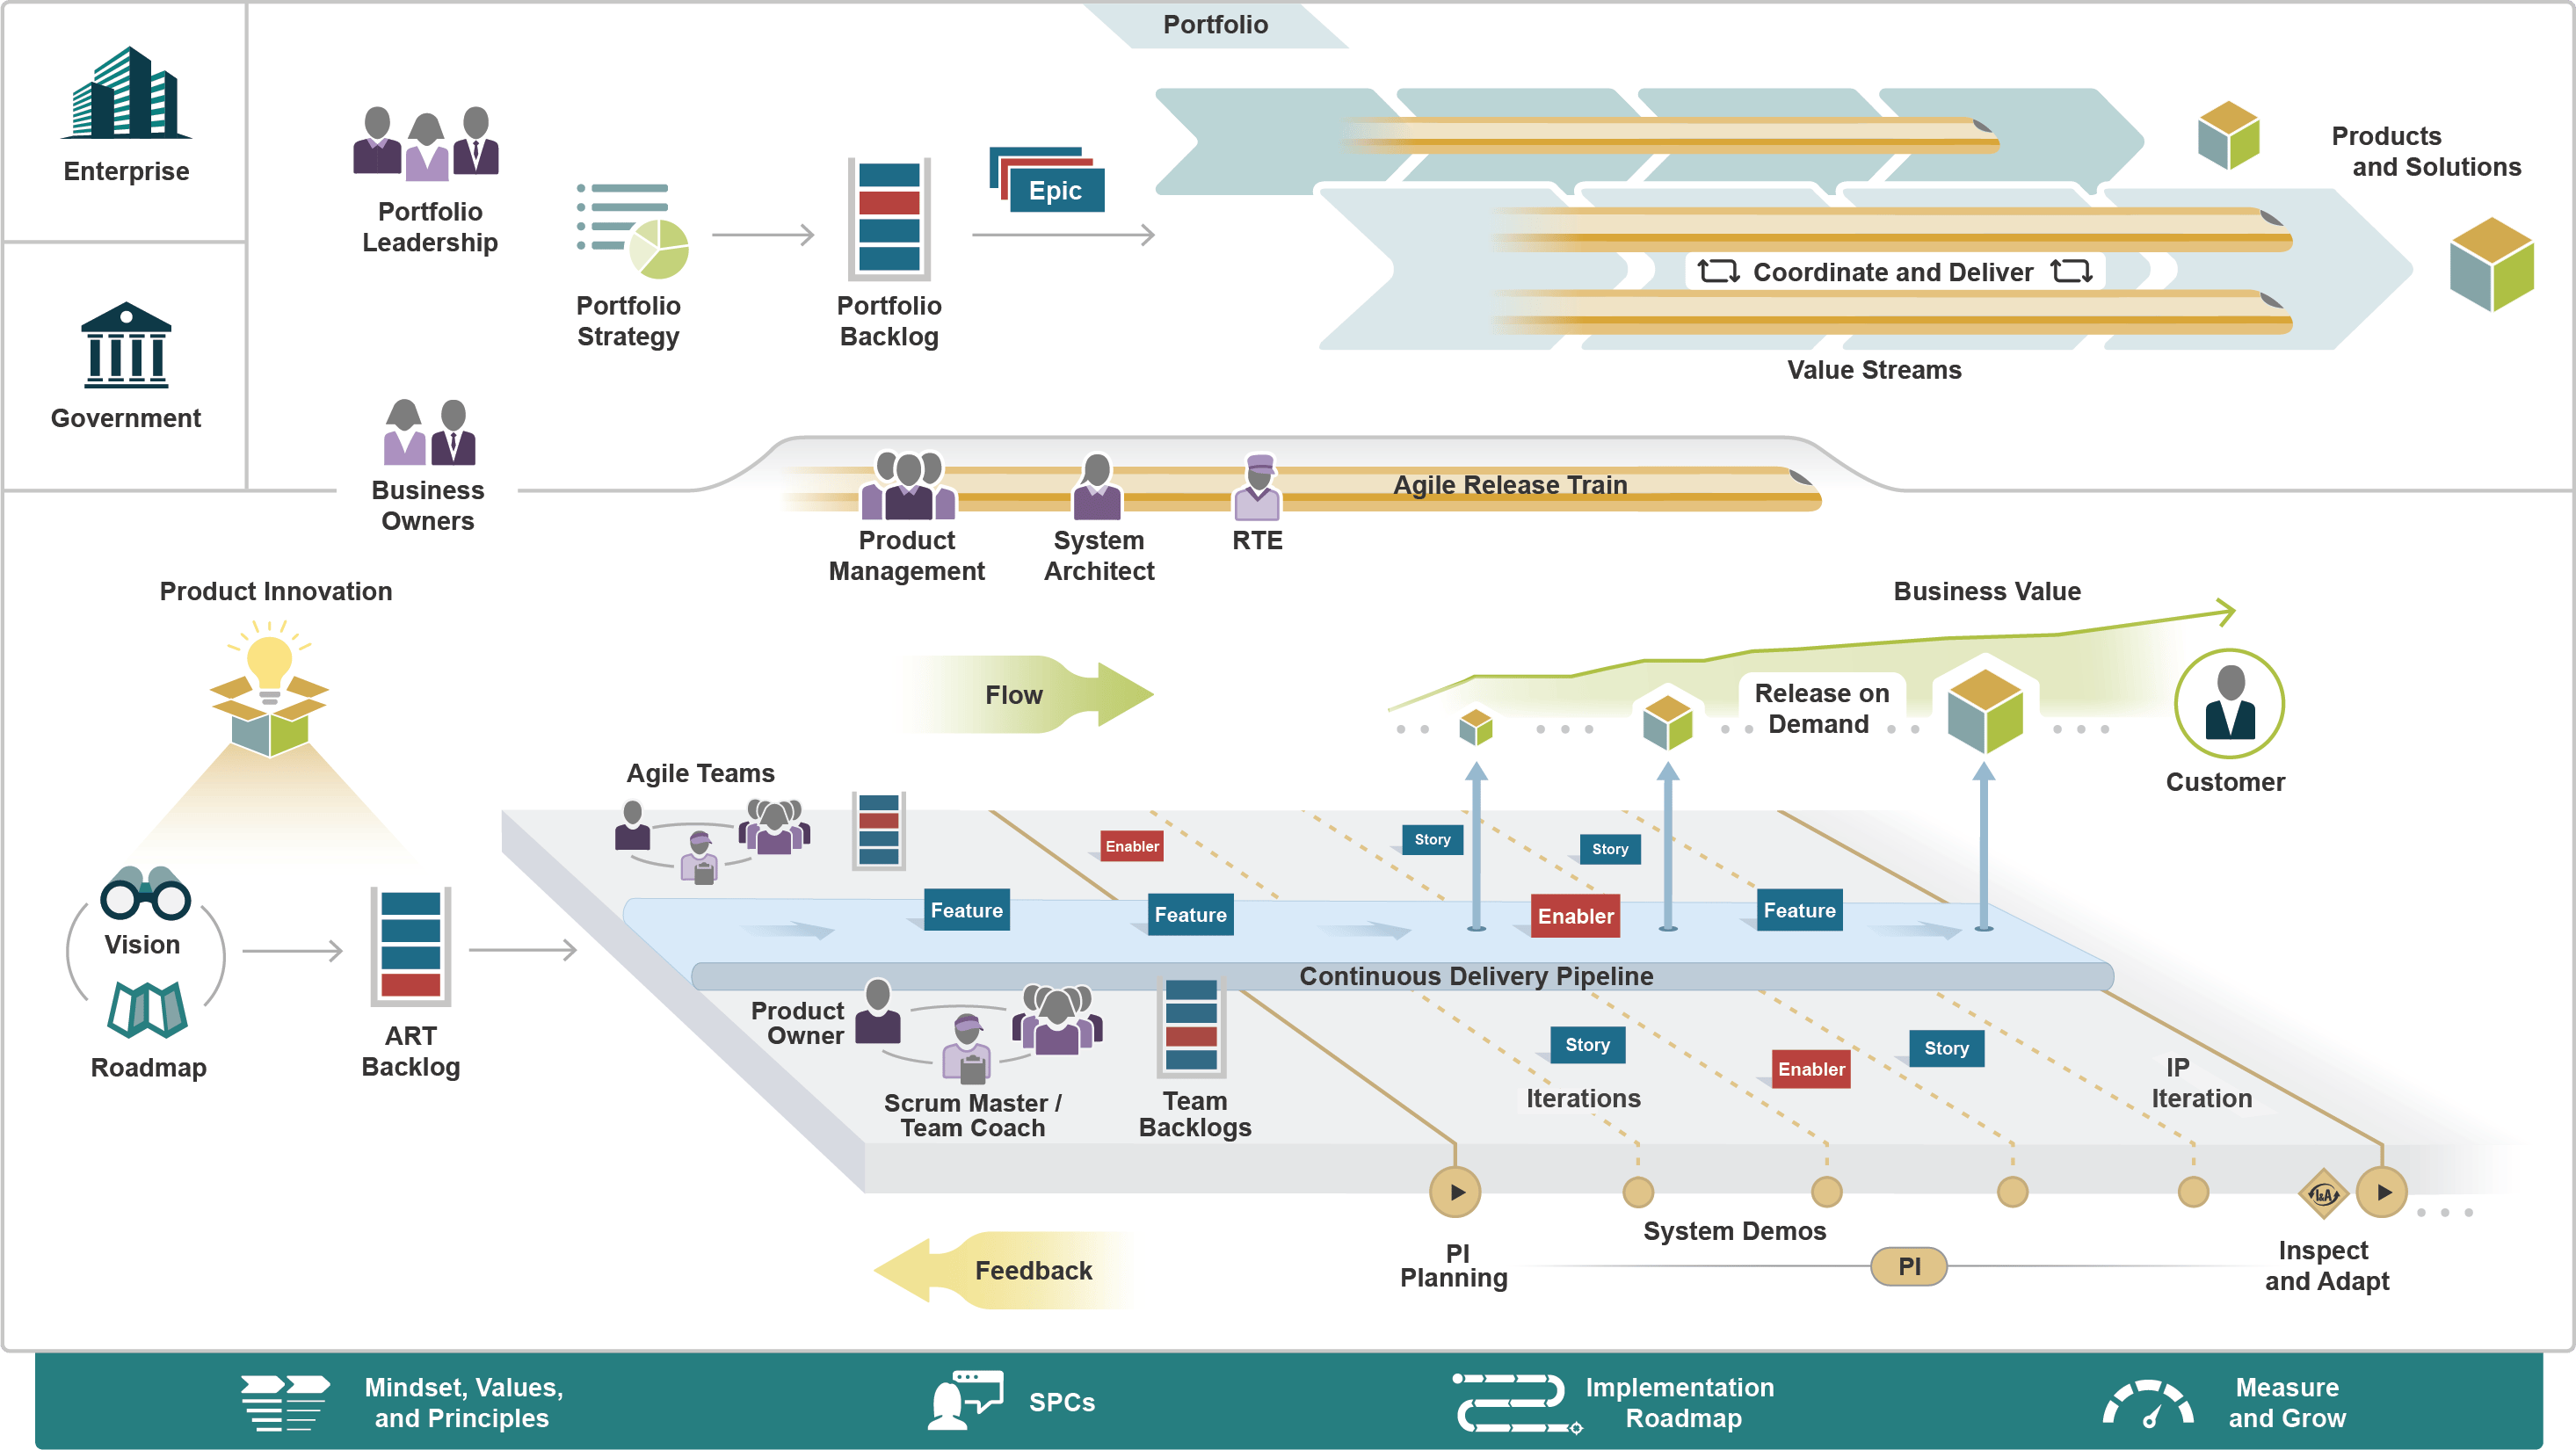 Portfolio
Enterprise
Government
Portfolio
Leadership
Portfolio
Strategy
Portfolio
Backlog
Epic
Products
and Solutions
Coordinate and Deliver
Value Streams
Business
Owners
Agile Release Train
Product
Management
System
Architect
RTE
Product Innovation
Business Value
Flow
Release on
Demand
Customer
Agile Teams
Enabler
Story
Story
Feature
Feature
Enabler
Feature
Vision
Roadmap
ART
Backlog
Continuous Delivery Pipeline
Product
Owner
Scrum Master /
Team Coach
Team
Backlogs
Story
Iterations
Enabler
Story
IP
Iteration
I&A
System Demos
PI
Planning
PI
Inspect
and Adapt
Feedback
Mindset, Values,
and Principles
SPCs
Implementation
Roadmap
Measure
and Grow